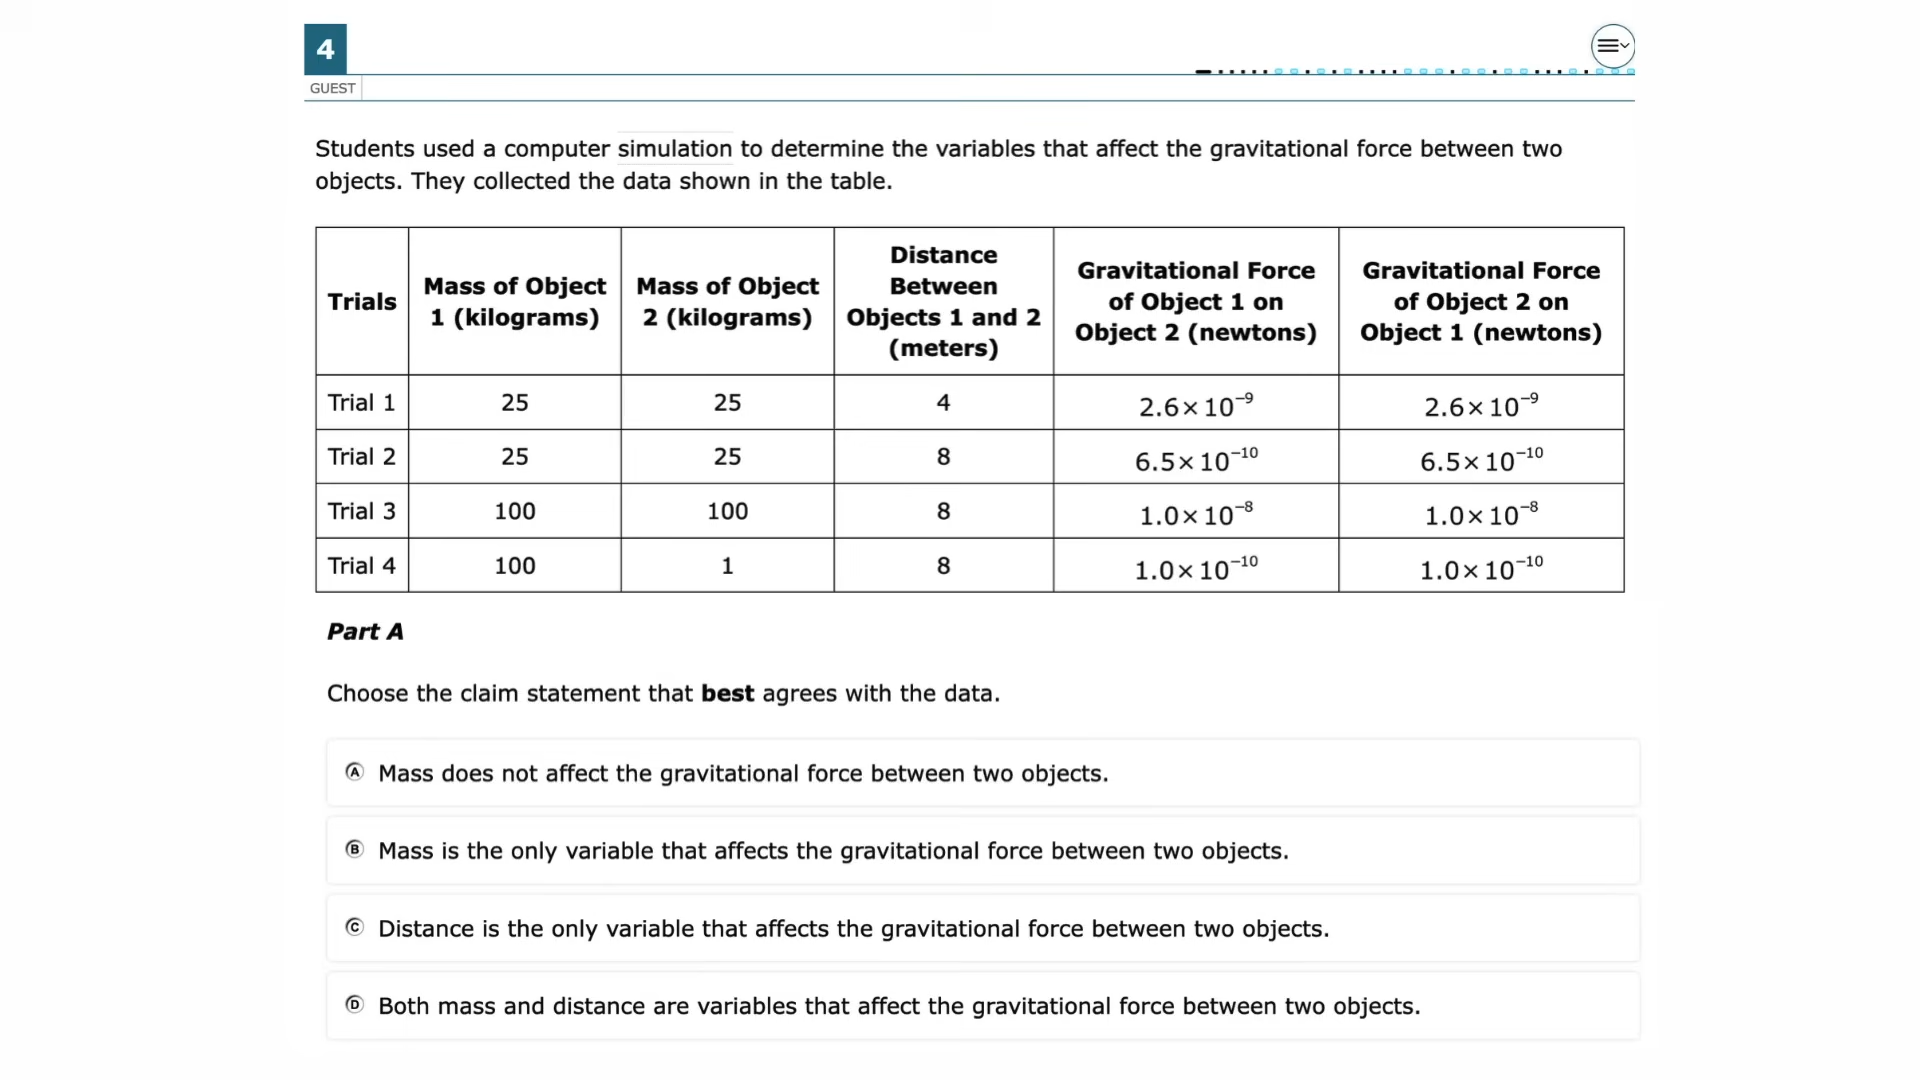 4
GUEST
Students used a computer simulation to determine the variables that affect the gravitational force between two
objects. They collected the data shown in the table.
Trials
Mass of Object
1 (kilograms)
Mass of Object
2 (kilograms)
Distance
Between
Objects 1 and 2
(meters)
Gravitational Force
of Object 1 on
Object 2 (newtons)
Gravitational Force
of Object 2 on
Object 1 (newtons)
Trial 1 25 25 4 2.6×10⁻⁹ 2.6×10⁻⁹
Trial 2 25 25 8 6.5×10⁻¹⁰ 6.5×10⁻¹⁰
Trial 3 100 100 8 1.0×10⁻⁸ 1.0×10⁻⁸
Trial 4 100 1 8 1.0×10⁻¹⁰ 1.0×10⁻¹⁰
Part A
Choose the claim statement that best agrees with the data.
A Mass does not affect the gravitational force between two objects.
B Mass is the only variable that affects the gravitational force between two objects.
C Distance is the only variable that affects the gravitational force between two objects.
D Both mass and distance are variables that affect the gravitational force between two objects.